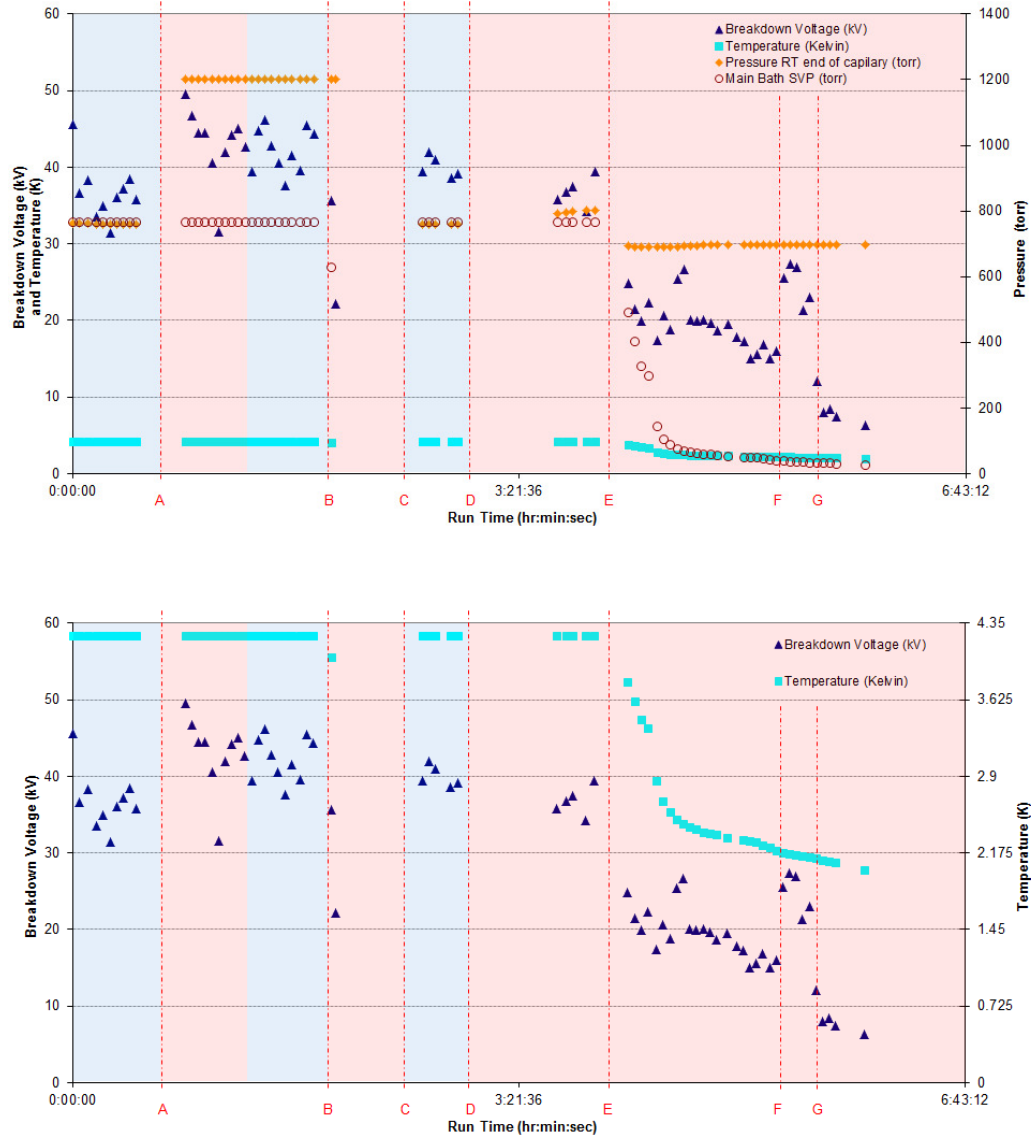 60
50
40
30
20
10
0
Breakdown Voltage (kV)
and Temperature (K)
1400
1200
1000
800
600
400
200
0
Pressure (torr)
Breakdown Voltage (kV)
Temperature (Kelvin)
Pressure RT end of capilary (torr)
Main Bath SVP (torr)
0:00:00
3:21:36
6:43:12
A
B
C
D
E
F
G
Run Time (hr:min:sec)
60
50
40
30
20
10
0
Breakdown Voltage (kV)
4.35
3.625
2.9
2.175
1.45
0.725
0
Temperature (K)
Breakdown Voltage (kV)
Temperature (Kelvin)
0:00:00
3:21:36
6:43:12
A
B
C
D
E
F
G
Run Time (hr:min:sec)